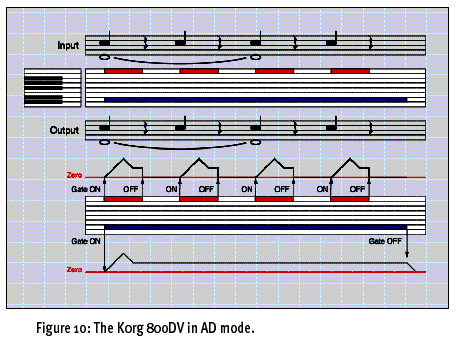 Input
Output
Zero
Gate ON OFF ON OFF ON OFF ON OFF
Gate ON Gate OFF
Zero
Figure 10: The Korg 800DV in AD mode.